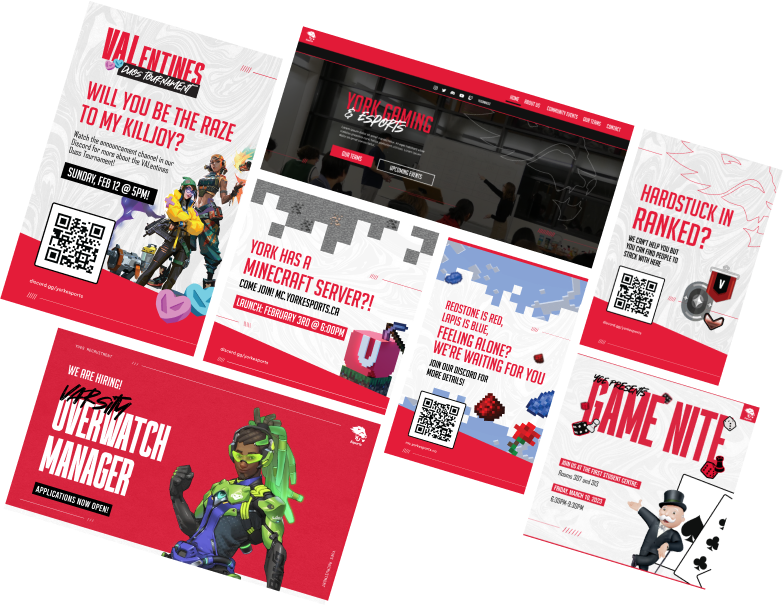 VALENTINES
DUOS TOURNAMENT
WILL YOU BE THE RAZE
TO MY KILLJOY?
Watch the announcement channel in our
Discord for more about the VALentines
Duos Tournament!
SUNDAY, FEB 12 @ 5PM!
discord.gg/yorkesports
HOME
ABOUT US
COMMUNITY EVENTS
OUR TEAMS
CONTACT
YORK GAMING
& ESPORTS
OUR TEAMS
UPCOMING EVENTS
HARDSTUCK IN
RANKED?
WE CAN'T HELP YOU BUT
YOU CAN FIND PEOPLE TO
STACK WITH HERE
V
discord.gg/yorkesports
YORK HAS A
MINECRAFT SERVER?!
COME JOIN! MC.YORKESPORTS.CA
LAUNCH: FEBRUARY 3RD @ 6:00PM
discord.gg/yorkesports
REDSTONE IS RED,
LAPIS IS BLUE,
FEELING ALONE?
WE'RE WAITING FOR YOU
JOIN OUR DISCORD FOR
MORE DETAILS!
YGES RECRUITMENT
WE ARE HIRING!
VARSITY
OVERWATCH
MANAGER
APPLICATIONS NOW OPEN!
YGES RECRUITMENT
YGES PRESENTS
GAME NITE
JOIN US AT THE FIRST STUDENT CENTRE:
Rooms 307 and 313
FRIDAY, MARCH 10, 2023
6:30PM-9:30PM